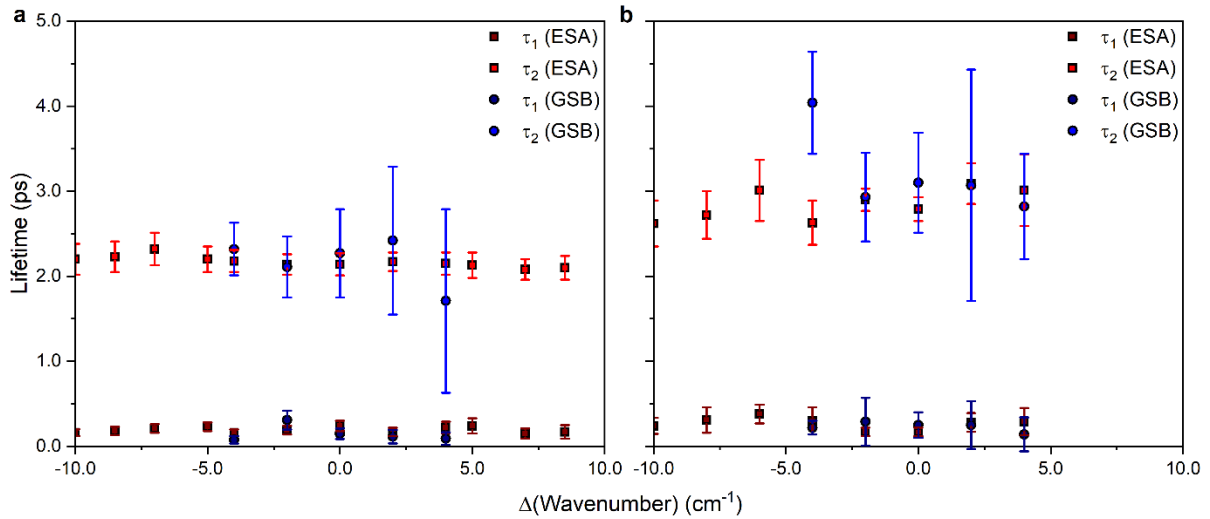 a
b
5.0
4.0
3.0
2.0
1.0
0.0
Lifetime (ps)
τ1 (ESA)
τ2 (ESA)
τ1 (GSB)
τ2 (GSB)
τ1 (ESA)
τ2 (ESA)
τ1 (GSB)
τ2 (GSB)
-10.0 -5.0 0.0 5.0 10.0
-10.0 -5.0 0.0 5.0 10.0
Δ(Wavenumber) (cm⁻¹)